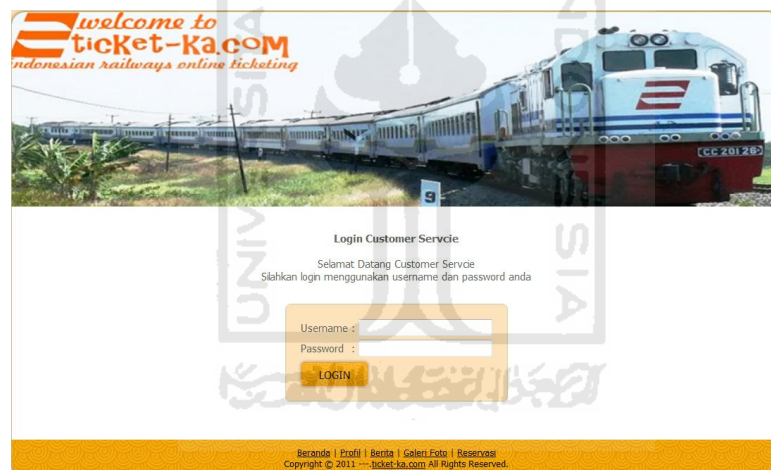 welcome to
ticket-ka.com
indonesian railways online ticketing
CC 201 26
9
Login Customer Servcie
Selamat Datang Customer Servcie
Silahkan login menggunakan username dan password anda
Username :
Password :
LOGIN
Beranda | Profil | Berita | Galeri Foto | Reservasi
Copyright © 2011 ---.ticket-ka.com All Rights Reserved.
UNIVERSITAS
INDONESIA